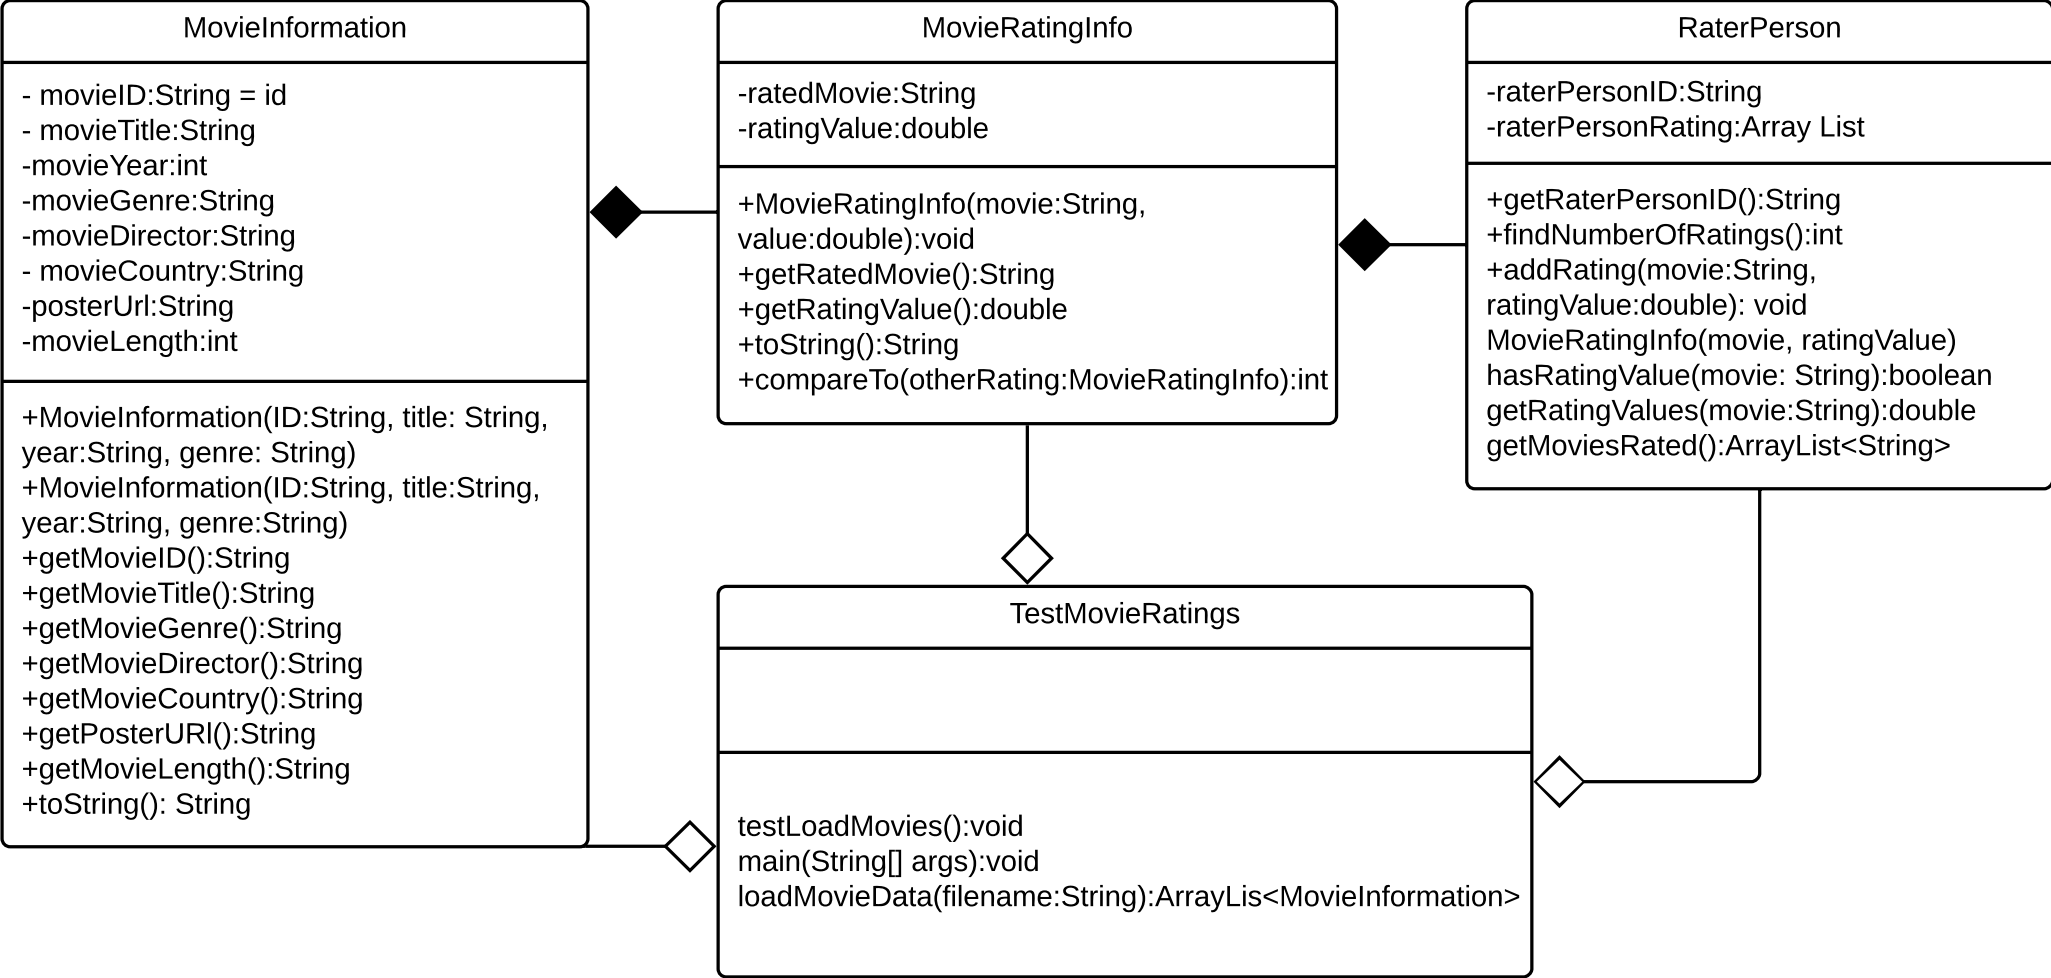 MovieInformation
- movieID:String = id
- movieTitle:String
-movieYear:int
-movieGenre:String
-movieDirector:String
- movieCountry:String
-posterUrl:String
-movieLength:int
+MovieInformation(ID:String, title: String,
year:String, genre: String)
+MovieInformation(ID:String, title:String,
year:String, genre:String)
+getMovieID():String
+getMovieTitle():String
+getMovieGenre():String
+getMovieDirector():String
+getMovieCountry():String
+getPosterURl():String
+getMovieLength():String
+toString(): String
MovieRatingInfo
-ratedMovie:String
-ratingValue:double
+MovieRatingInfo(movie:String,
value:double):void
+getRatedMovie():String
+getRatingValue():double
+toString():String
+compareTo(otherRating:MovieRatingInfo):int
RaterPerson
-raterPersonID:String
-raterPersonRating:Array List
+getRaterPersonID():String
+findNumberOfRatings():int
+addRating(movie:String,
ratingValue:double): void
MovieRatingInfo(movie, ratingValue)
hasRatingValue(movie: String):boolean
getRatingValues(movie:String):double
getMoviesRated():ArrayList<String>
TestMovieRatings
testLoadMovies():void
main(String[] args):void
loadMovieData(filename:String):ArrayLis<MovieInformation>